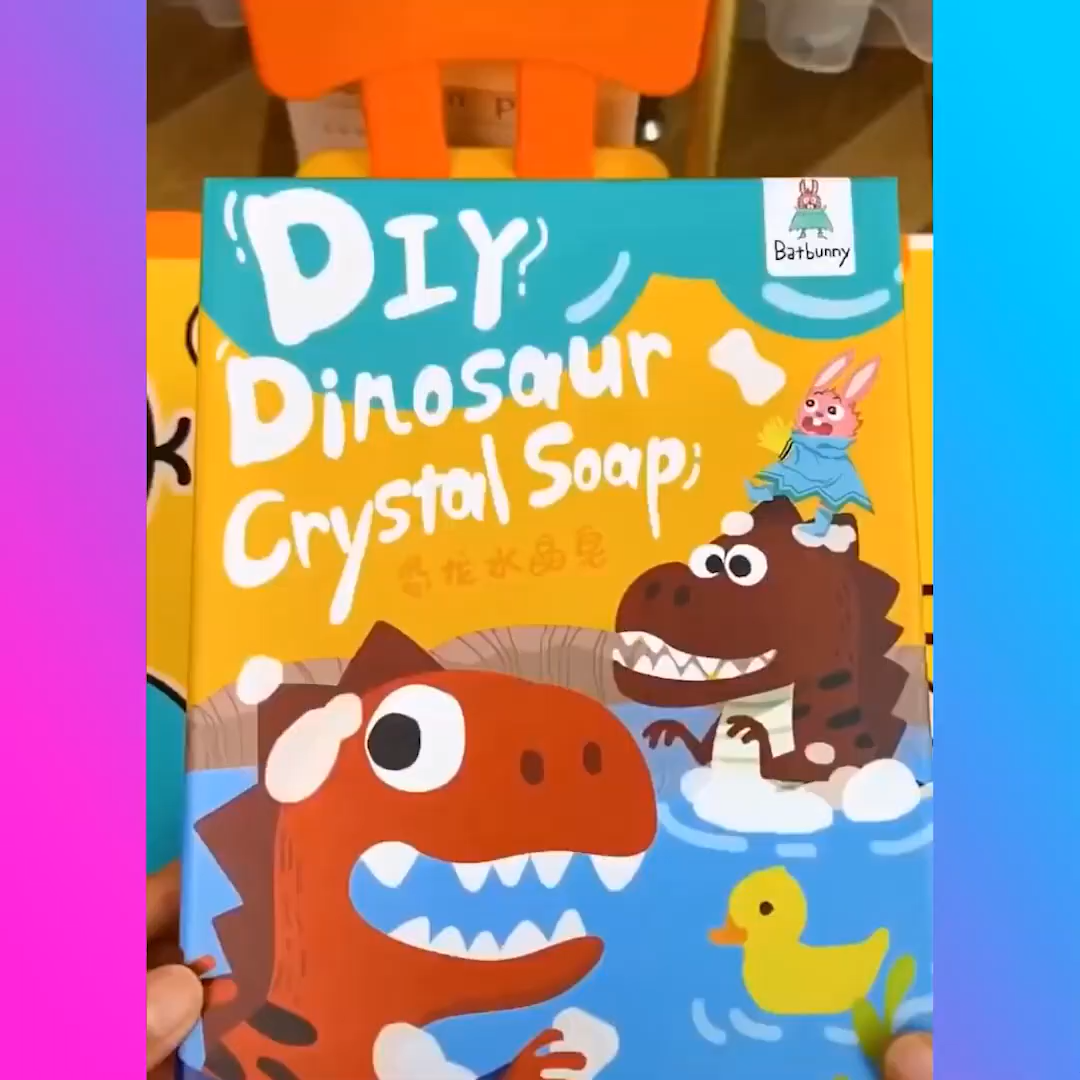 DIY
Batbunny
Dinosaur
Crystal Soap
恐龙水晶皂
k